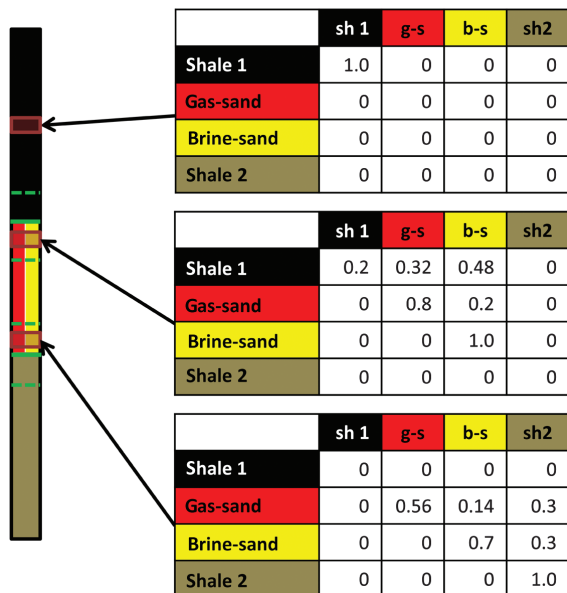 sh 1 g-s b-s sh2
Shale 1 1.0 0 0 0
Gas-sand 0 0 0 0
Brine-sand 0 0 0 0
Shale 2 0 0 0 0
sh 1 g-s b-s sh2
Shale 1 0.2 0.32 0.48 0
Gas-sand 0 0.8 0.2 0
Brine-sand 0 1.0 0
Shale 2 0 0 0 0
sh 1 g-s b-s sh2
Shale 1 0 0 0 0
Gas-sand 0 0.56 0.14 0.3
Brine-sand 0 0 0.7 0.3
Shale 2 0 0 0 1.0